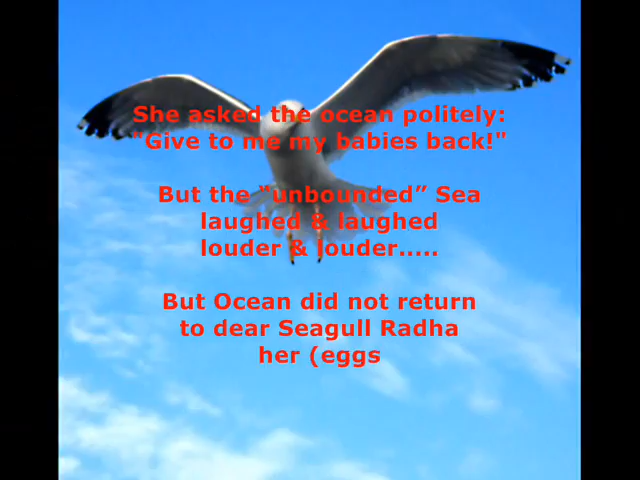 She asked the ocean politely:
"Give to me my babies back!"
But the “unbounded” Sea
laughed & laughed
louder & louder.....
But Ocean did not return
to dear Seagull Radha
her (eggs